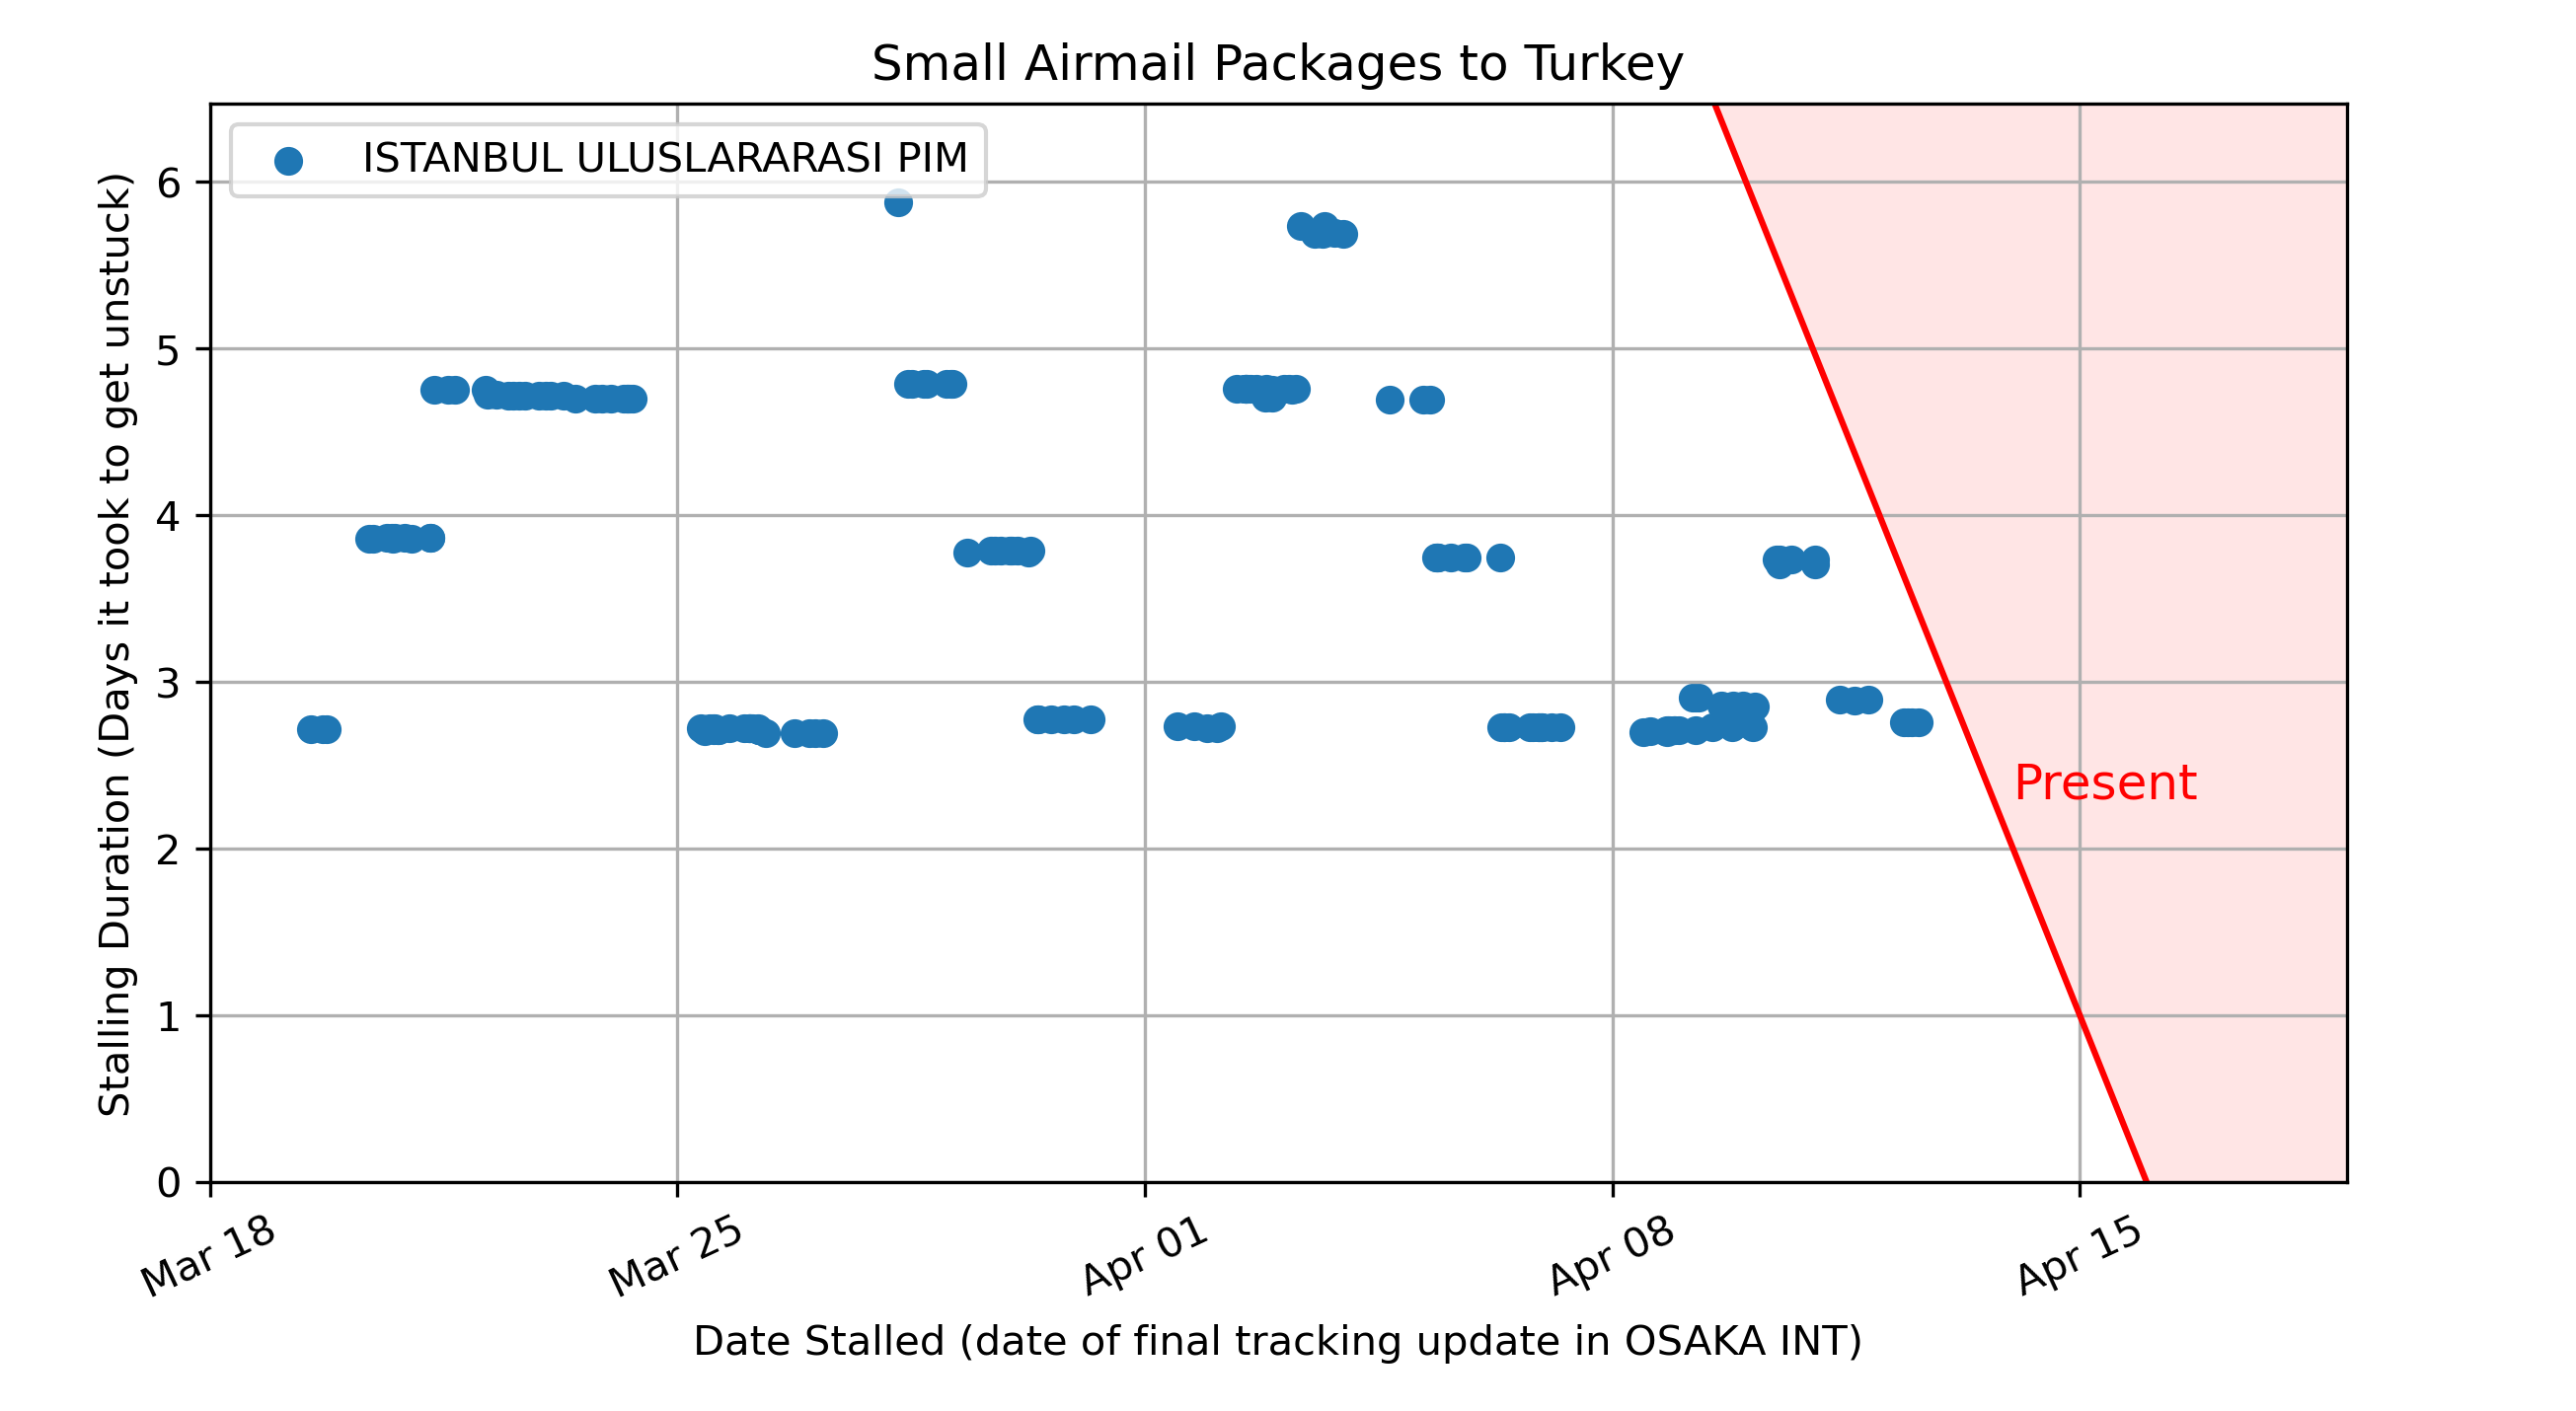 Small Airmail Packages to Turkey
ISTANBUL ULUSLARARASI PIM
Stalling Duration (Days it took to get unstuck)
6
5
4
3
2
1
0
Present
Mar 18
Mar 25
Apr 01
Apr 08
Apr 15
Date Stalled (date of final tracking update in OSAKA INT)